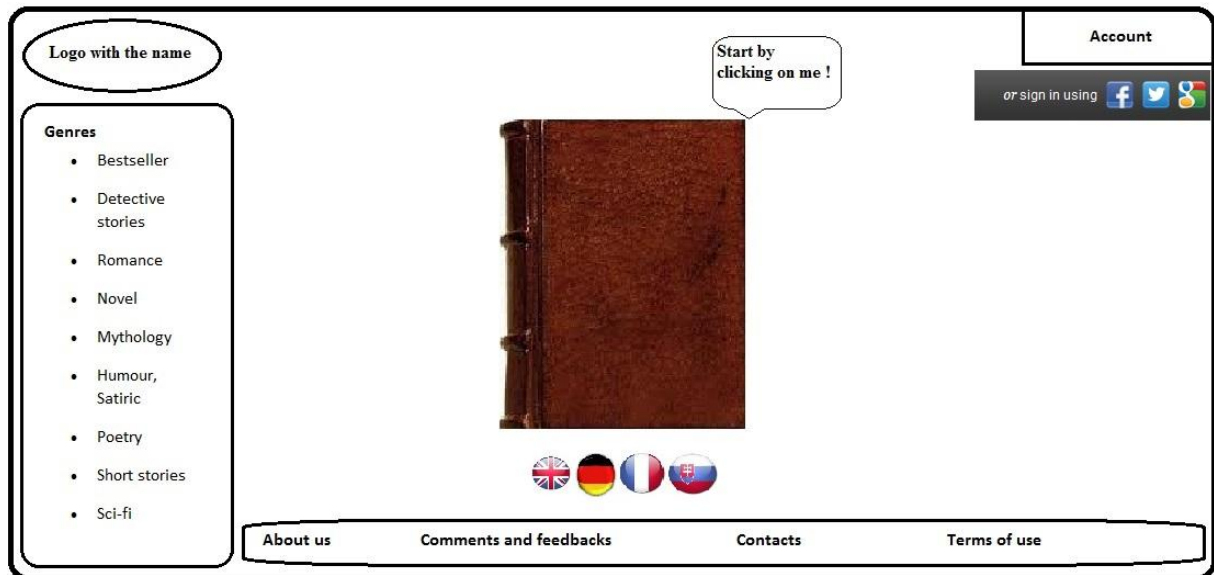 Logo with the name
Account
Start by
clicking on me !
or sign in using
Genres
• Bestseller
• Detective
stories
• Romance
• Novel
• Mythology
• Humour,
Satiric
• Poetry
• Short stories
• Sci-fi
About us Comments and feedbacks Contacts Terms of use